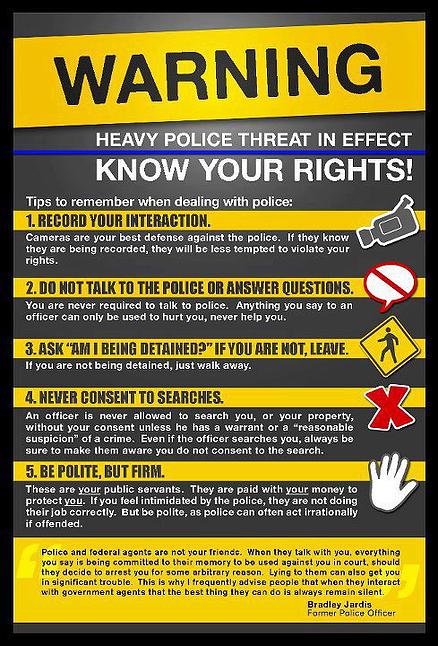 WARNING
HEAVY POLICE THREAT IN EFFECT
KNOW YOUR RIGHTS!
Tips to remember when dealing with police:
1. RECORD YOUR INTERACTION.
Cameras are your best defense against the police. If they know
they are being recorded, they will be less tempted to violate your
rights.
2. DO NOT TALK TO THE POLICE OR ANSWER QUESTIONS.
You are never required to talk to police. Anything you say to an
officer can only be used to hurt you, never help you.
3. ASK “AM I BEING DETAINED?” IF YOU ARE NOT, LEAVE.
If you are not being detained, just walk away.
4. NEVER CONSENT TO SEARCHES.
An officer is never allowed to search you, or your property,
without your consent unless he has a warrant or a “reasonable
suspicion” of a crime. Even if the officer searches you, always be
sure to make them aware you do not consent to the search.
5. BE POLITE, BUT FIRM.
These are your public servants. They are paid with your money to
protect you. If you feel intimidated by the police, they are not doing
their job correctly. But be polite, as police can often act irrationally
if offended.
Police and federal agents are not your friends. When they talk with you, everything
you say is being committed to their memory to be used against you in court, should
they decide to arrest you for some arbitrary reason. Lying to them can also get you
in significant trouble. This is why I frequently advise people that when they interact
with government agents that the best thing they can do is always remain silent.
Bradley Jardis
Former Police Officer